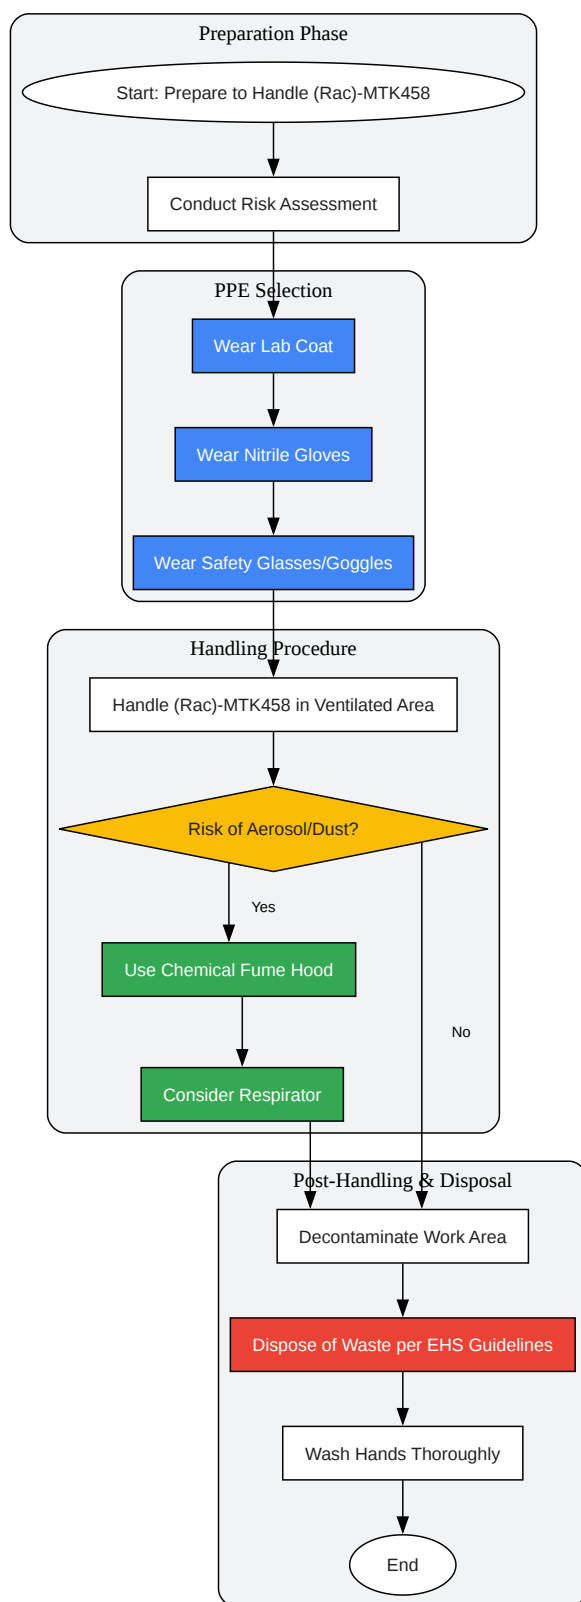 Preparation Phase
Start: Prepare to Handle (Rac)-MTK458
Conduct Risk Assessment
PPE Selection
Wear Lab Coat
Wear Nitrile Gloves
Wear Safety Glasses/Goggles
Handling Procedure
Handle (Rac)-MTK458 in Ventilated Area
Risk of Aerosol/Dust?
Yes
Use Chemical Fume Hood
No
Consider Respirator
Post-Handling & Disposal
Decontaminate Work Area
Dispose of Waste per EHS Guidelines
Wash Hands Thoroughly
End